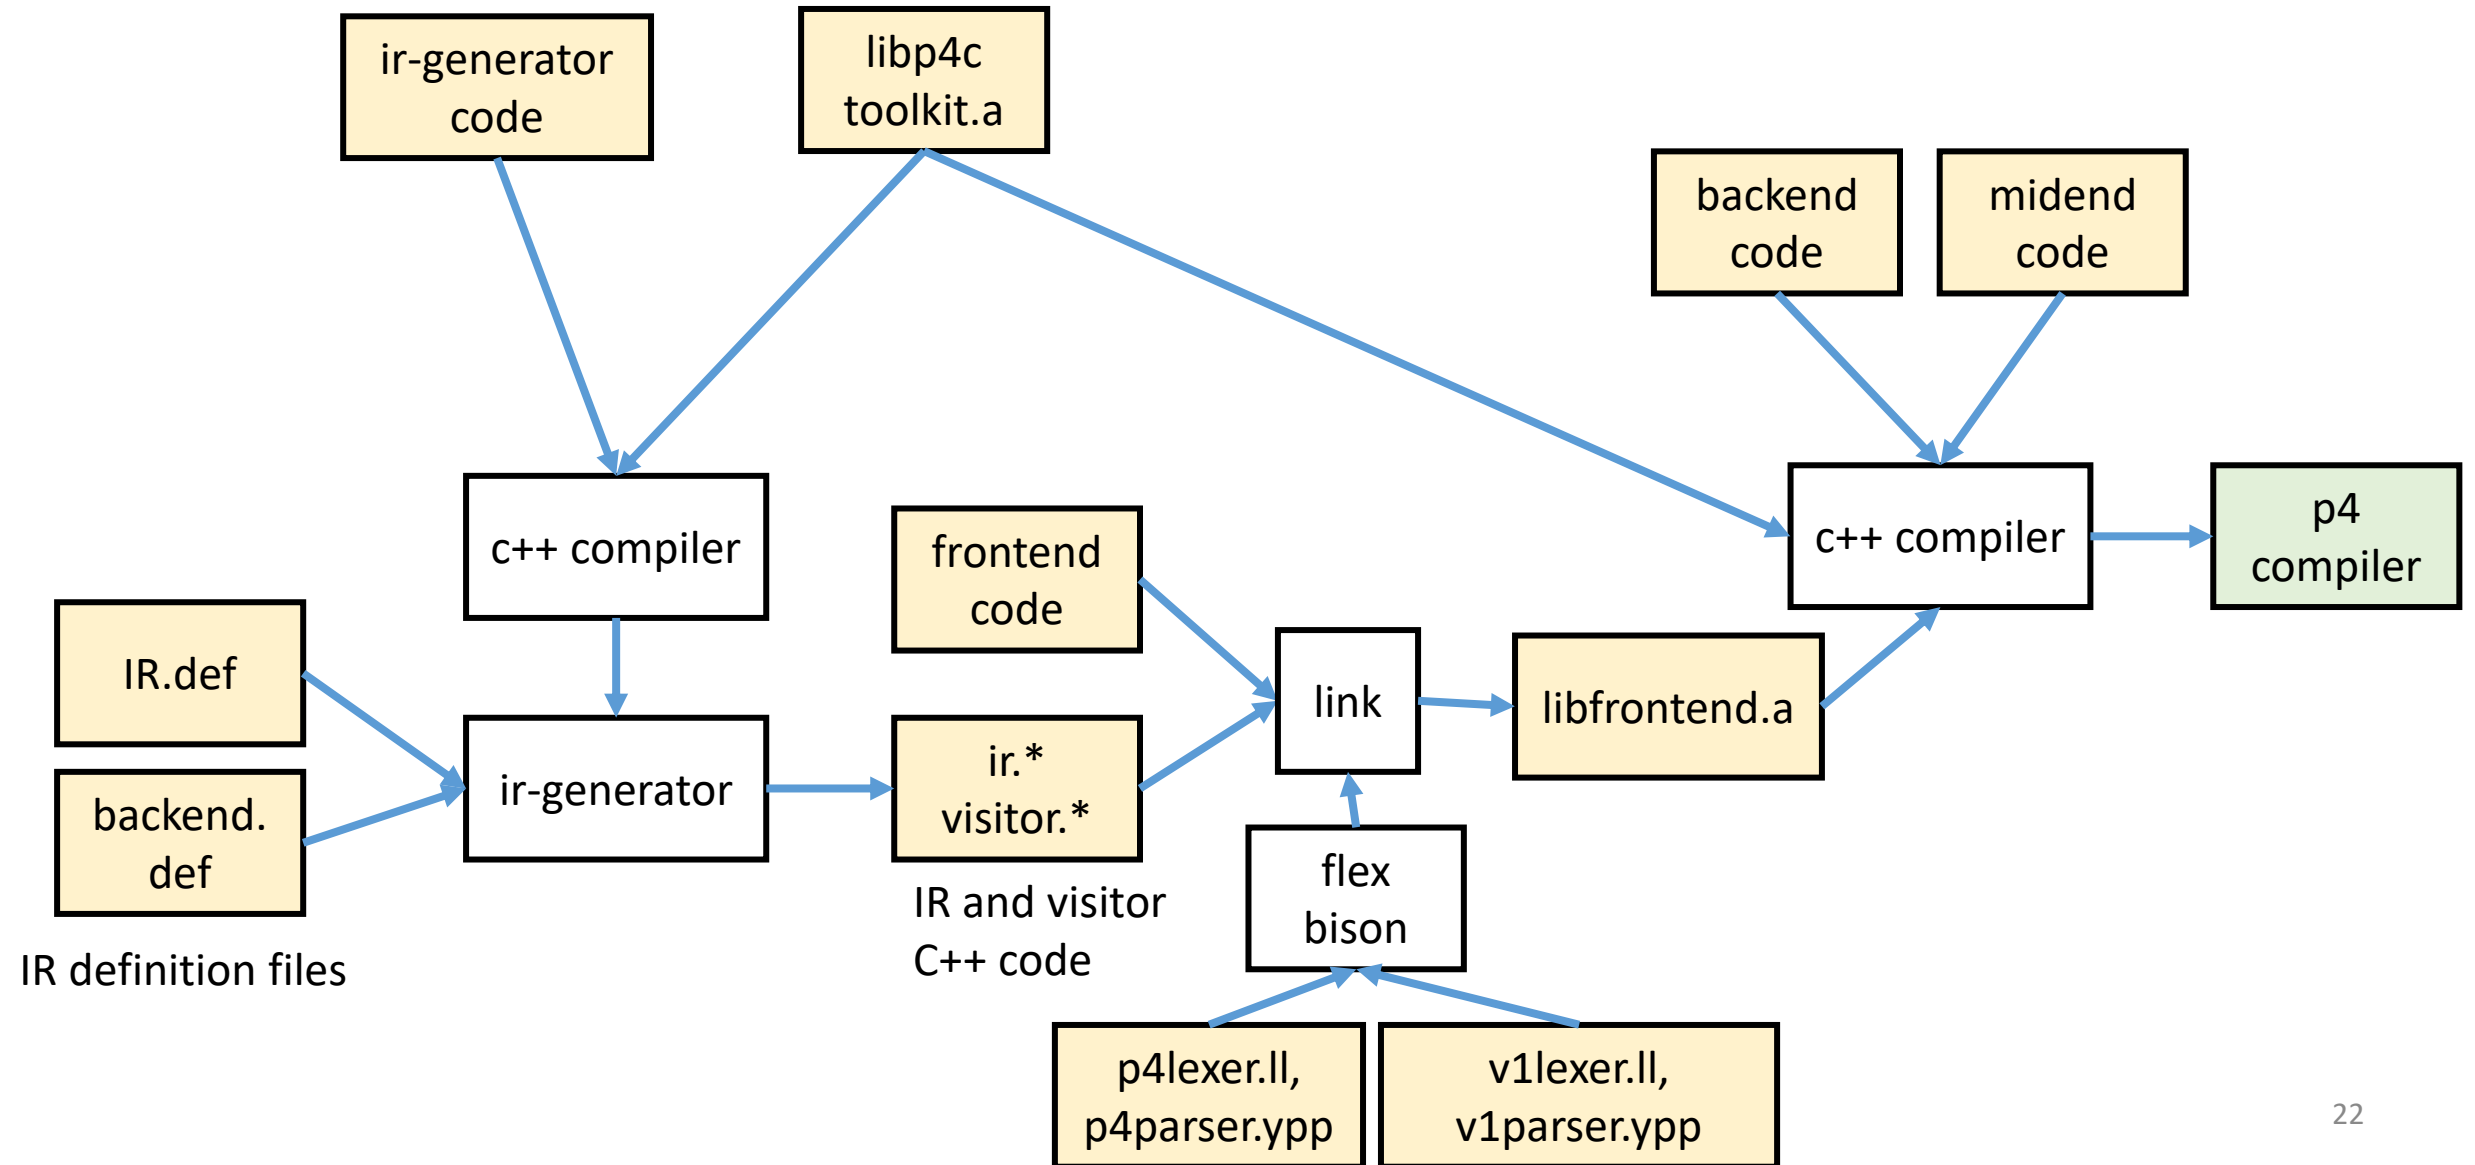 ir-generator
code
libp4c
toolkit.a
backend
code
midend
code
c++ compiler
frontend
code
c++ compiler
p4
compiler
IR.def
backend.
def
IR definition files
ir-generator
ir.*
visitor.*
IR and visitor
C++ code
link
libfrontend.a
flex
bison
p4lexer.ll,
p4parser.ypp
v1lexer.ll,
v1parser.ypp
22